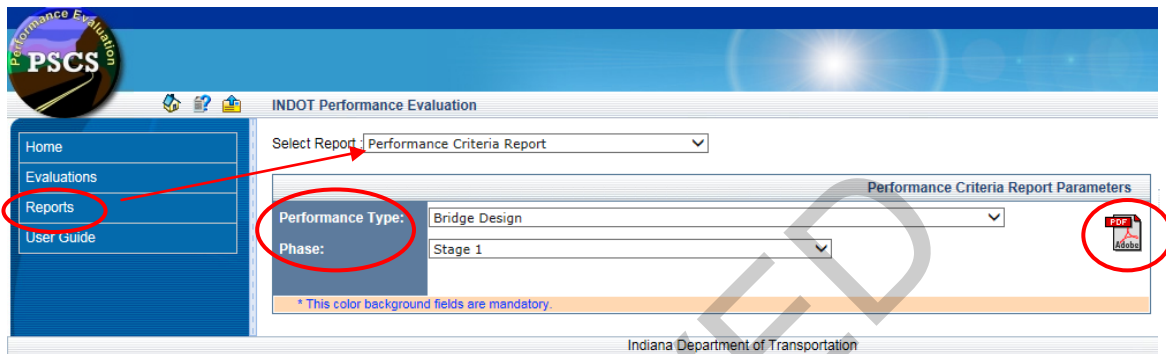 Performance Evaluation
PSCS
INDOT Performance Evaluation
Home
Evaluations
Reports
User Guide
Select Report : Performance Criteria Report
Performance Criteria Report Parameters
Performance Type: Bridge Design
Phase: Stage 1
PDF
Adobe
* This color background fields are mandatory.
Indiana Department of Transportation